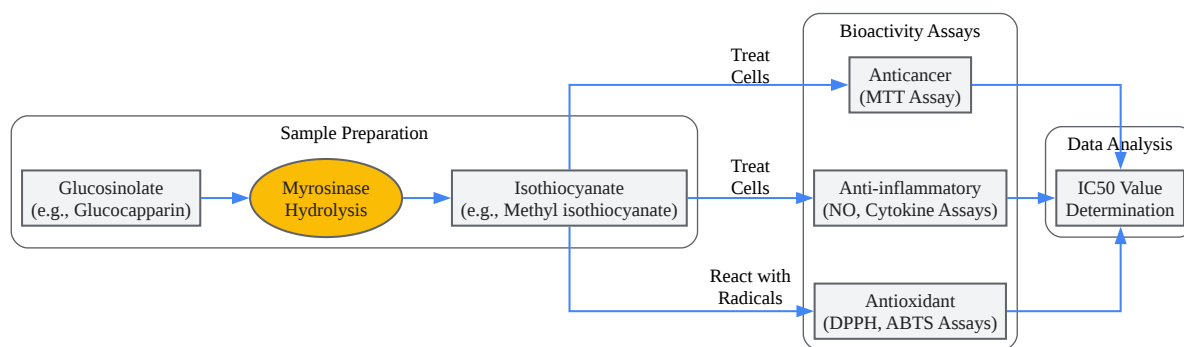 Sample Preparation
Glucosinolate
(e.g., Glucocapparin)
Myrosinase
Hydrolysis
Isothiocyanate
(e.g., Methyl isothiocyanate)
Treat
Cells
Treat
Cells
React with
Radicals
Bioactivity Assays
Anticancer
(MTT Assay)
Anti-inflammatory
(NO, Cytokine Assays)
Antioxidant
(DPPH, ABTS Assays)
Data Analysis
IC50 Value
Determination